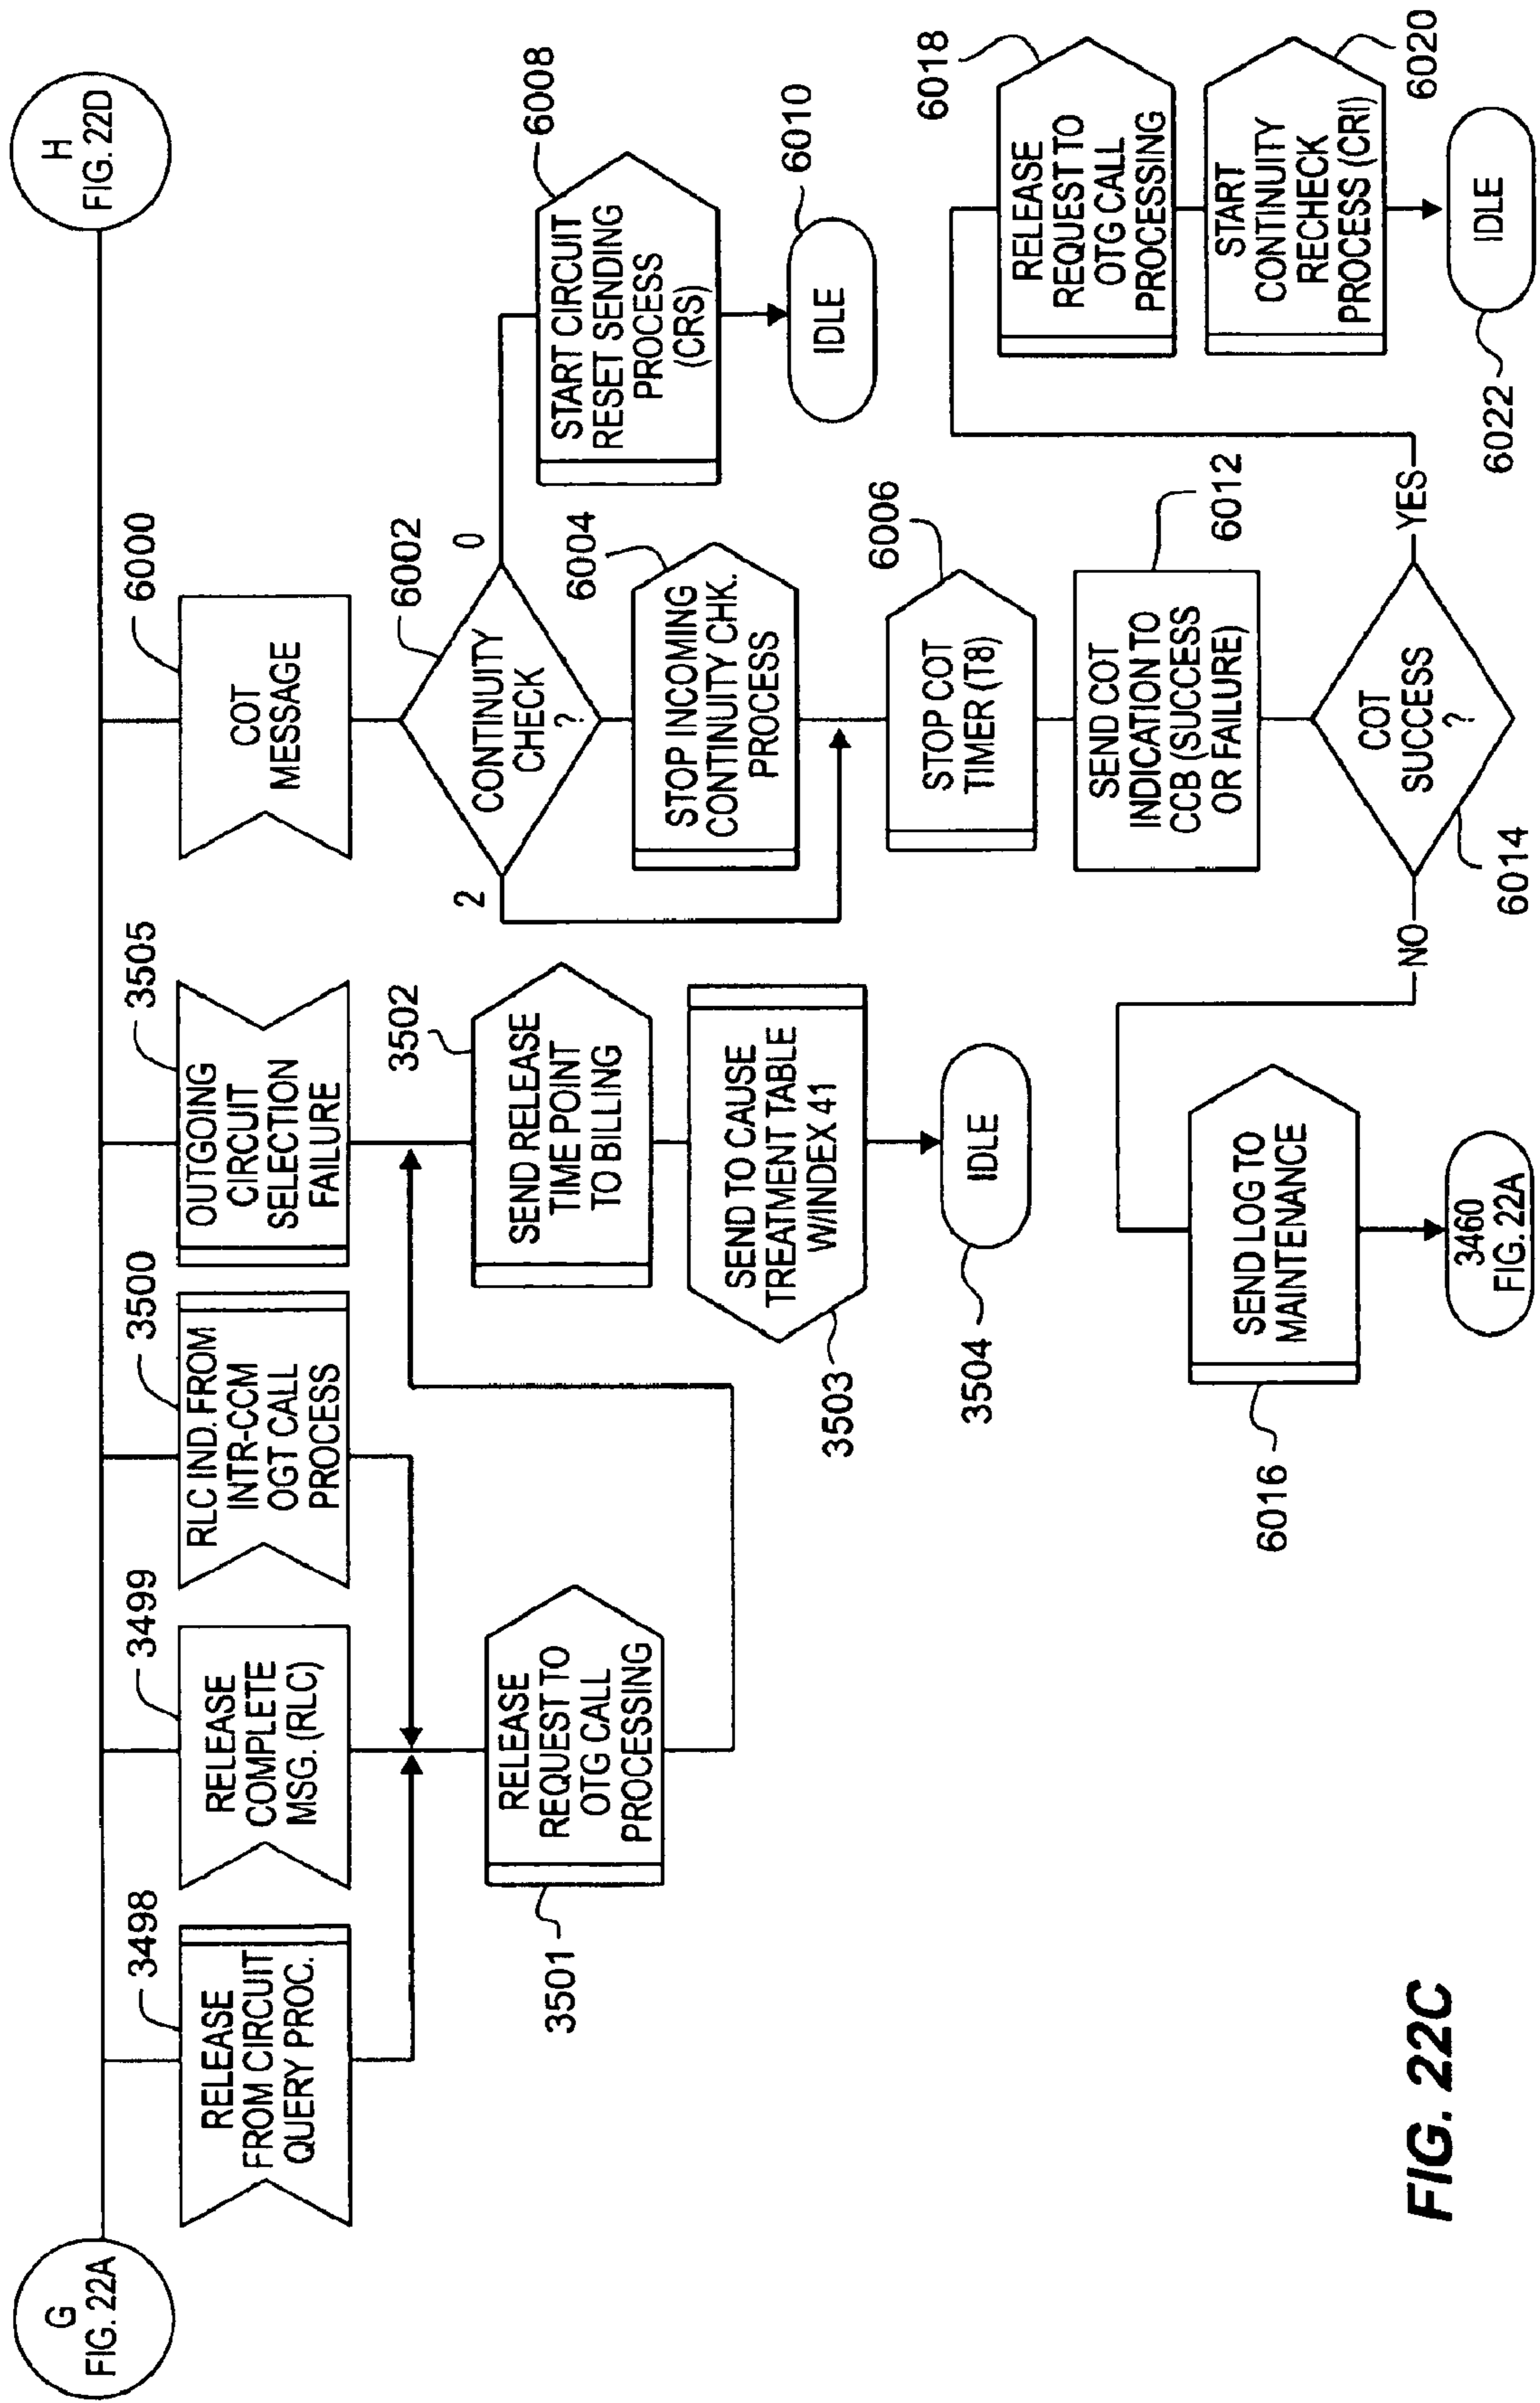 G
FIG. 22A
H
FIG. 22D
3498
RELEASE
FROM CIRCUIT
QUERY PROC.
3499
RELEASE
COMPLETE
MSG. (RLC)
3500
RLC IND. FROM
INTR-CCM
OGT CALL
PROCESS
3505
OUTGOING
CIRCUIT
SELECTION
FAILURE
6000
COT
MESSAGE
3501
RELEASE
REQUEST TO
OTG CALL
PROCESSING
3502
SEND RELEASE
TIME POINT
TO BILLING
3503
SEND TO CAUSE
TREATMENT TABLE
W/INDEX 41
3504
IDLE
6002
CONTINUITY
CHECK
?
2
0
6004
STOP INCOMING
CONTINUITY CHK.
PROCESS
6008
START CIRCUIT
RESET SENDING
PROCESS
(CRS)
6010
IDLE
6006
STOP COT
TIMER (T8)
6012
SEND COT
INDICATION TO
CCB (SUCCESS
OR FAILURE)
6014
COT
SUCCESS
?
NO
YES
6016
SEND LOG TO
MAINTENANCE
3460
FIG. 22A
6018
RELEASE
REQUEST TO
OTG CALL
PROCESSING
6020
START
CONTINUITY
RECHECK
PROCESS (CRI)
6022
IDLE
FIG. 22C